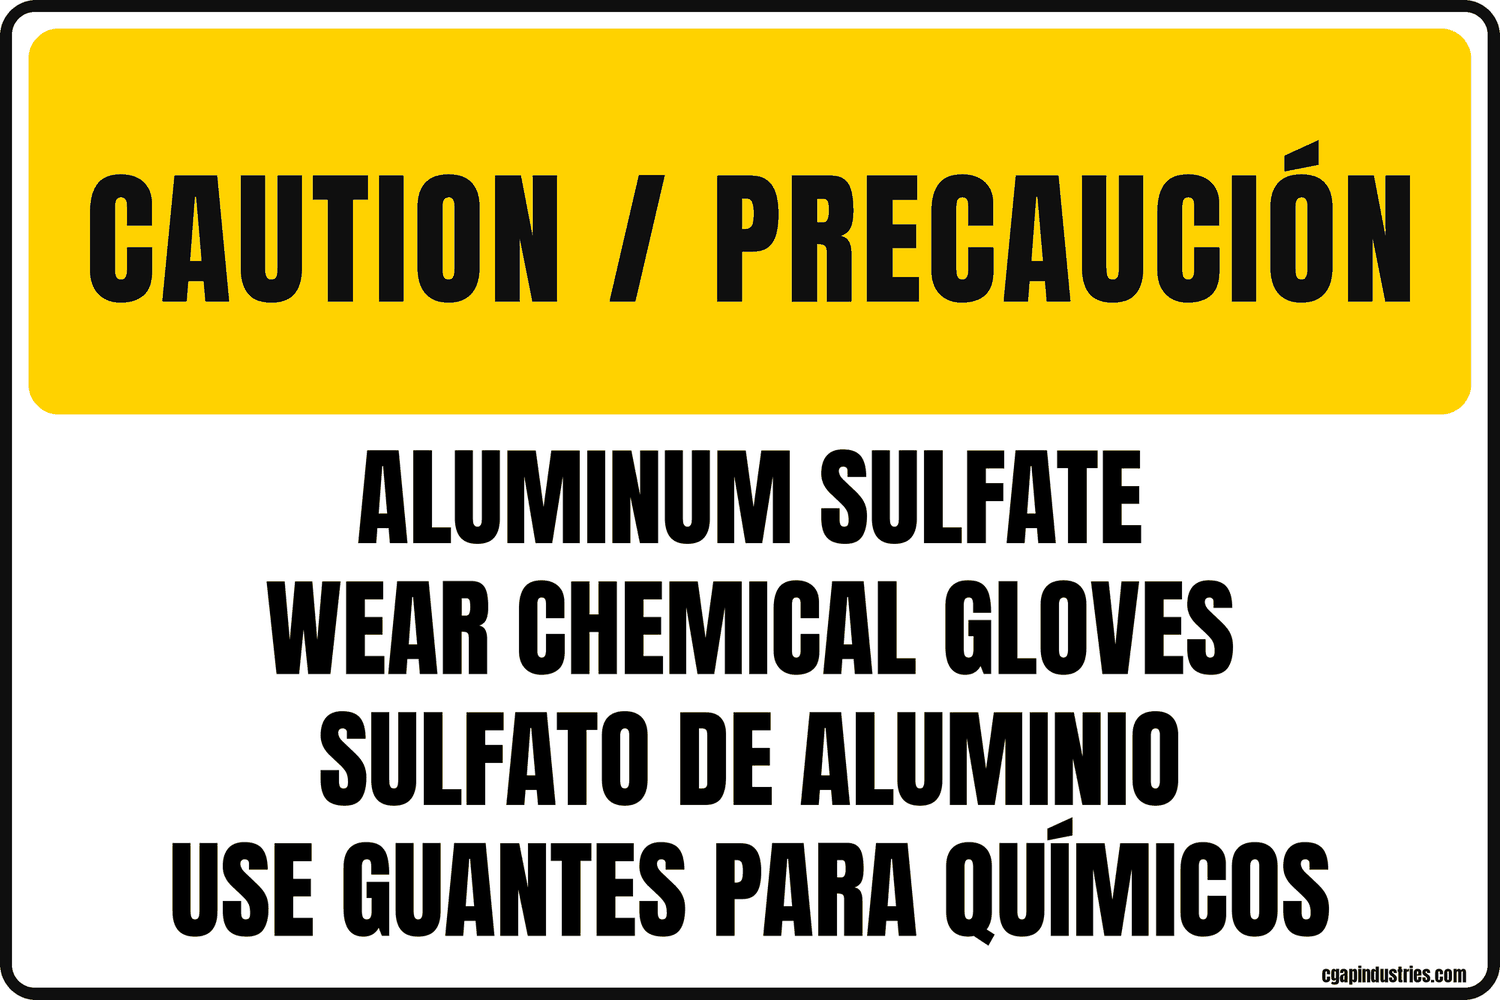 CAUTION / PRECAUCIÓN
ALUMINUM SULFATE
WEAR CHEMICAL GLOVES
SULFATO DE ALUMINIO
USE GUANTES PARA QUÍMICOS
cgapindustries.com